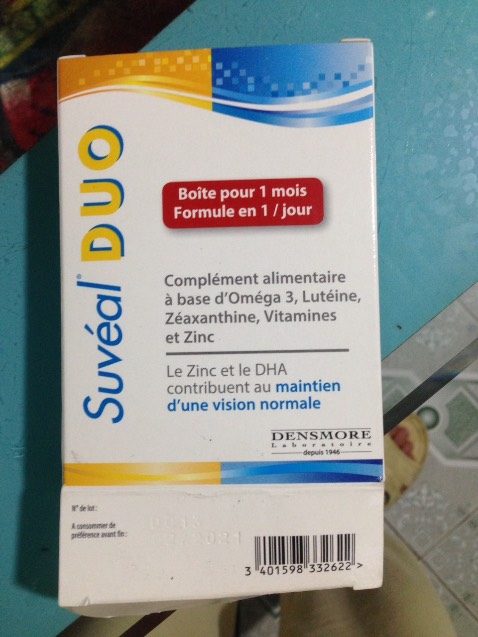 Suvéal® DUO
Boîte pour 1 mois
Formule en 1 / jour
Complément alimentaire
à base d'Oméga 3, Lutéine,
Zéaxanthine, Vitamines
et Zinc
Le Zinc et le DHA
contribuent au maintien
d'une vision normale
DENSMORE
Laboratoire
depuis 1946
N° de lot :
A consommer de
préférence avant fin :
2021
3 401598 332622 >